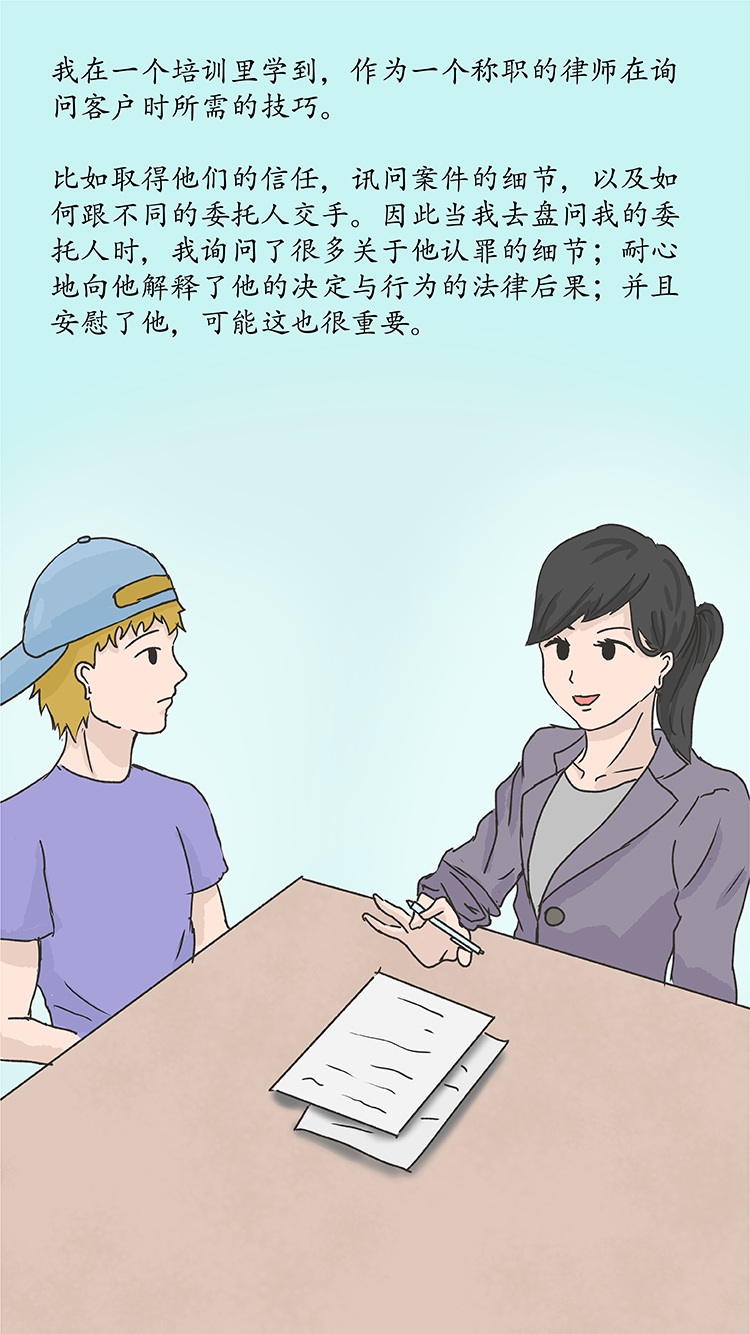 我在一个培训里学到，作为一个称职的律师在询
问客户时所需的技巧。
比如取得他们的信任，讯问案件的细节，以及如
何跟不同的委托人交手。因此当我去盘问我的委
托人时，我询问了很多关于他认罪的细节；耐心
地向他解释了他的决定与行为的法律后果；并且
安慰了他，可能这也很重要。